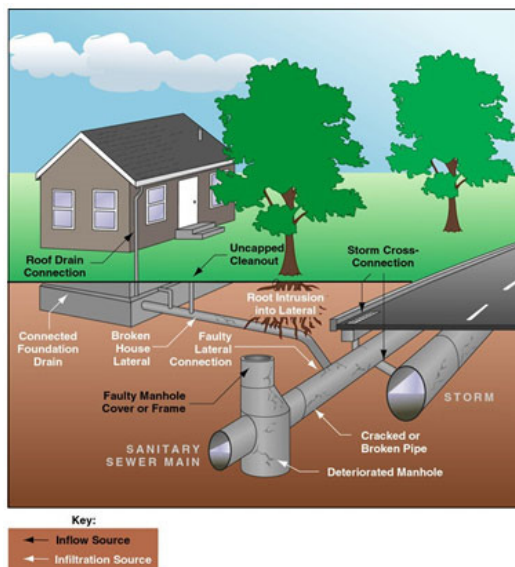 Roof Drain
Connection
Uncapped
Cleanout
Storm Cross-
Connection
Connected
Foundation
Drain
Broken
House
Lateral
Root Intrusion
into Lateral
Faulty
Lateral
Connection
Faulty Manhole
Cover or Frame
STORM
SANITARY
SEWER MAIN
Cracked or
Broken Pipe
Deteriorated Manhole
Key:
Inflow Source
Infiltration Source